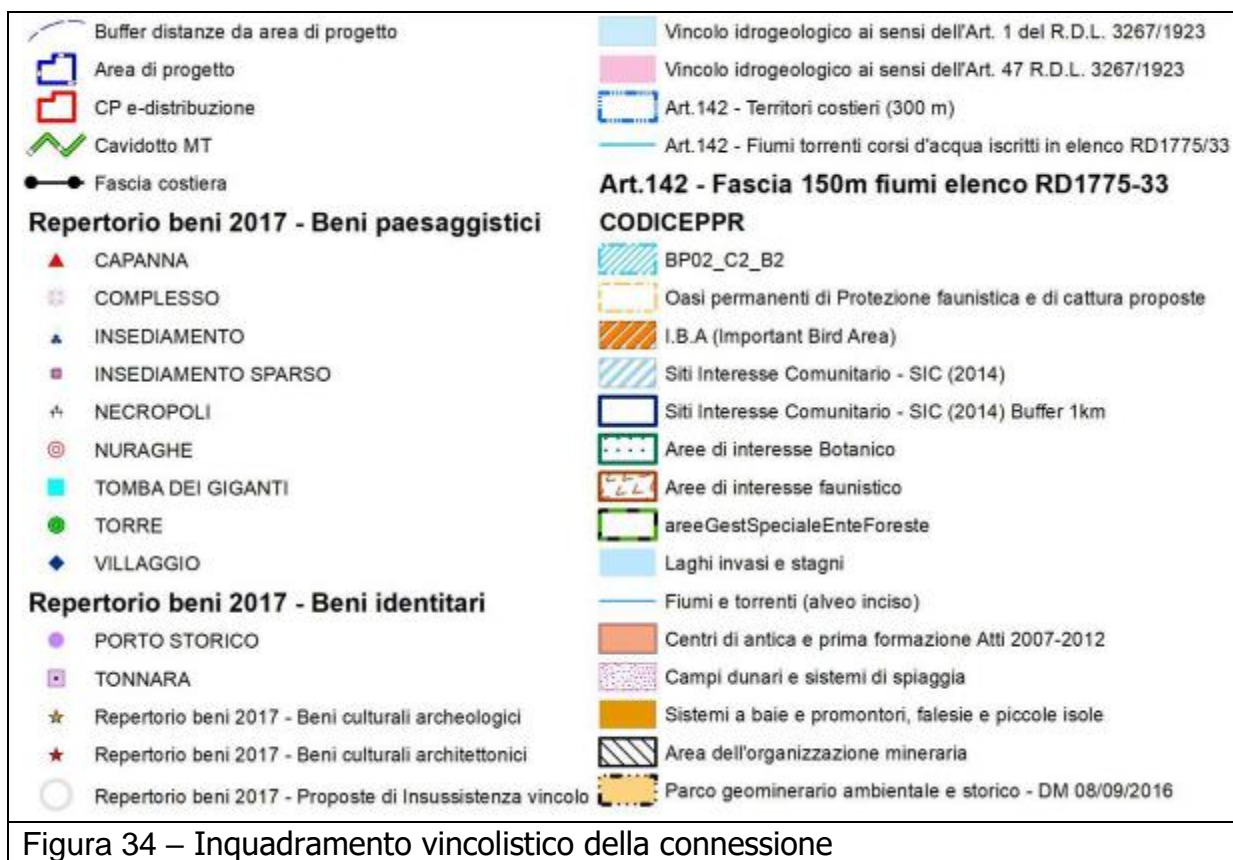 Buffer distanze da area di progetto
Area di progetto
CP e-distribuzione
Cavidotto MT
Fascia costiera
Repertorio beni 2017 - Beni paesaggistici
CAPANNA
COMPLESSO
INSEDIAMENTO
INSEDIAMENTO SPARSO
NECROPOLI
NURAGHE
TOMBA DEI GIGANTI
TORRE
VILLAGGIO
Repertorio beni 2017 - Beni identitari
PORTO STORICO
TONNARA
Repertorio beni 2017 - Beni culturali archeologici
Repertorio beni 2017 - Beni culturali architettonici
Repertorio beni 2017 - Proposte di Insussistenza vincolo
Vincolo idrogeologico ai sensi dell'Art. 1 del R.D.L. 3267/1923
Vincolo idrogeologico ai sensi dell'Art. 47 R.D.L. 3267/1923
Art.142 - Territori costieri (300 m)
Art.142 - Fiumi torrenti corsi d'acqua iscritti in elenco RD1775/33
Art.142 - Fascia 150m fiumi elenco RD1775-33
CODICEPPR
BP02_C2_B2
Oasi permanenti di Protezione faunistica e di cattura proposte
I.B.A (Important Bird Area)
Siti Interesse Comunitario - SIC (2014)
Siti Interesse Comunitario - SIC (2014) Buffer 1km
Aree di interesse Botanico
Aree di interesse faunistico
areeGestSpecialeEnteForeste
Laghi invasi e stagni
Fiumi e torrenti (alveo inciso)
Centri di antica e prima formazione Atti 2007-2012
Campi dunari e sistemi di spiaggia
Sistemi a baie e promontori, falesie e piccole isole
Area dell'organizzazione mineraria
Parco geominerario ambientale e storico - DM 08/09/2016
Figura 34 – Inquadramento vincolistico della connessione